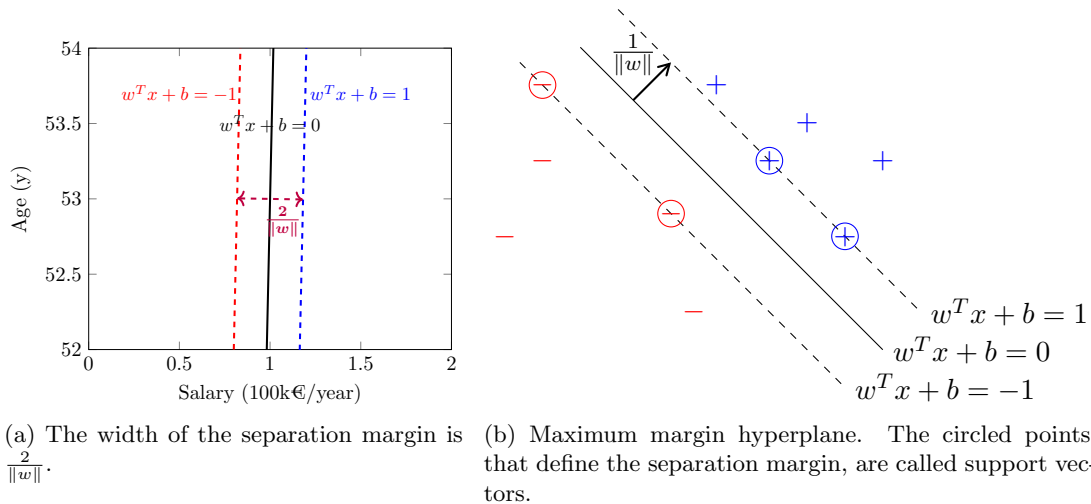 54
53.5
53
52.5
52
Age (y)
w^T x + b = −1
w^T x + b = 1
w^T x + b = 0
2
‖w‖
0
0.5
1
1.5
2
Salary (100k€/year)
(a) The width of the separation margin is
2/‖w‖.
1
‖w‖
w^T x + b = 1
w^T x + b = 0
w^T x + b = −1
(b) Maximum margin hyperplane. The circled points
that define the separation margin, are called support vec-
tors.